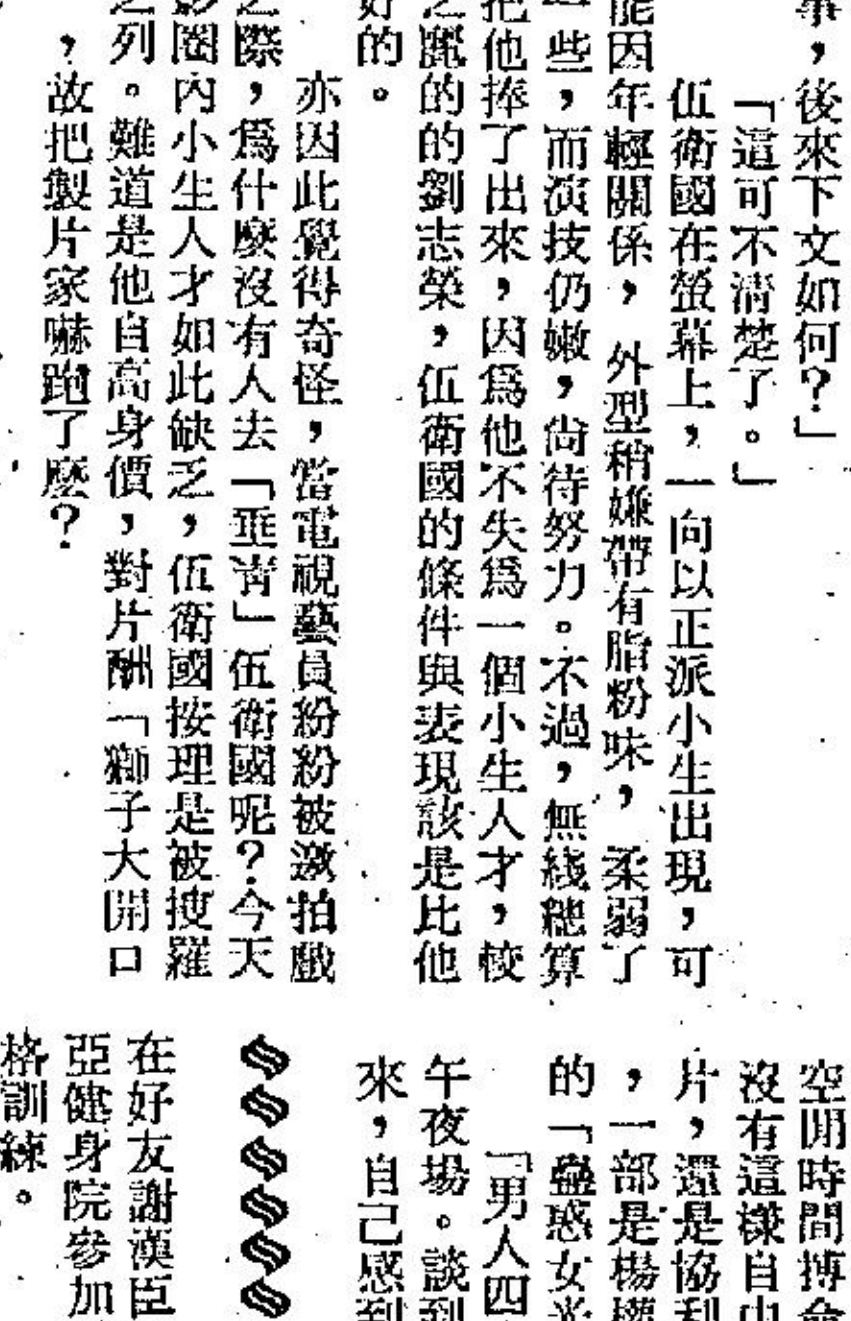 事，後來下文如何？」
「這可不清楚了。」
伍衛國在螢幕上，一向以正派小生出現，可
能因年輕關係，外型稍嫌帶有脂粉味，柔弱了
一些，而演技仍嫩，尙待努力。不過，無綫總算
把他捧了出來，因爲他不失爲一個小生人才，較
之麗的的劉志榮，伍衛國的條件與表現該是比他
好的。
亦因此覺得奇怪，當電視藝員紛紛被邀拍戲
之際，爲什麼沒有人去「垂靑」伍衛國呢？今天
影圈內小生人才如此缺乏，伍衛國按理是被搜羅
之列。難道是他自高身價，對片酬「獅子大開口
」，故把製片家嚇跑了麼？
空閒時間搏命
沒有這樣自由
片，還是協利
，一部是楊權
的「蠱惑女光
「男人四
午夜場。談到
來，自己感到
在好友謝漢臣
亞健身院參加
格訓練。